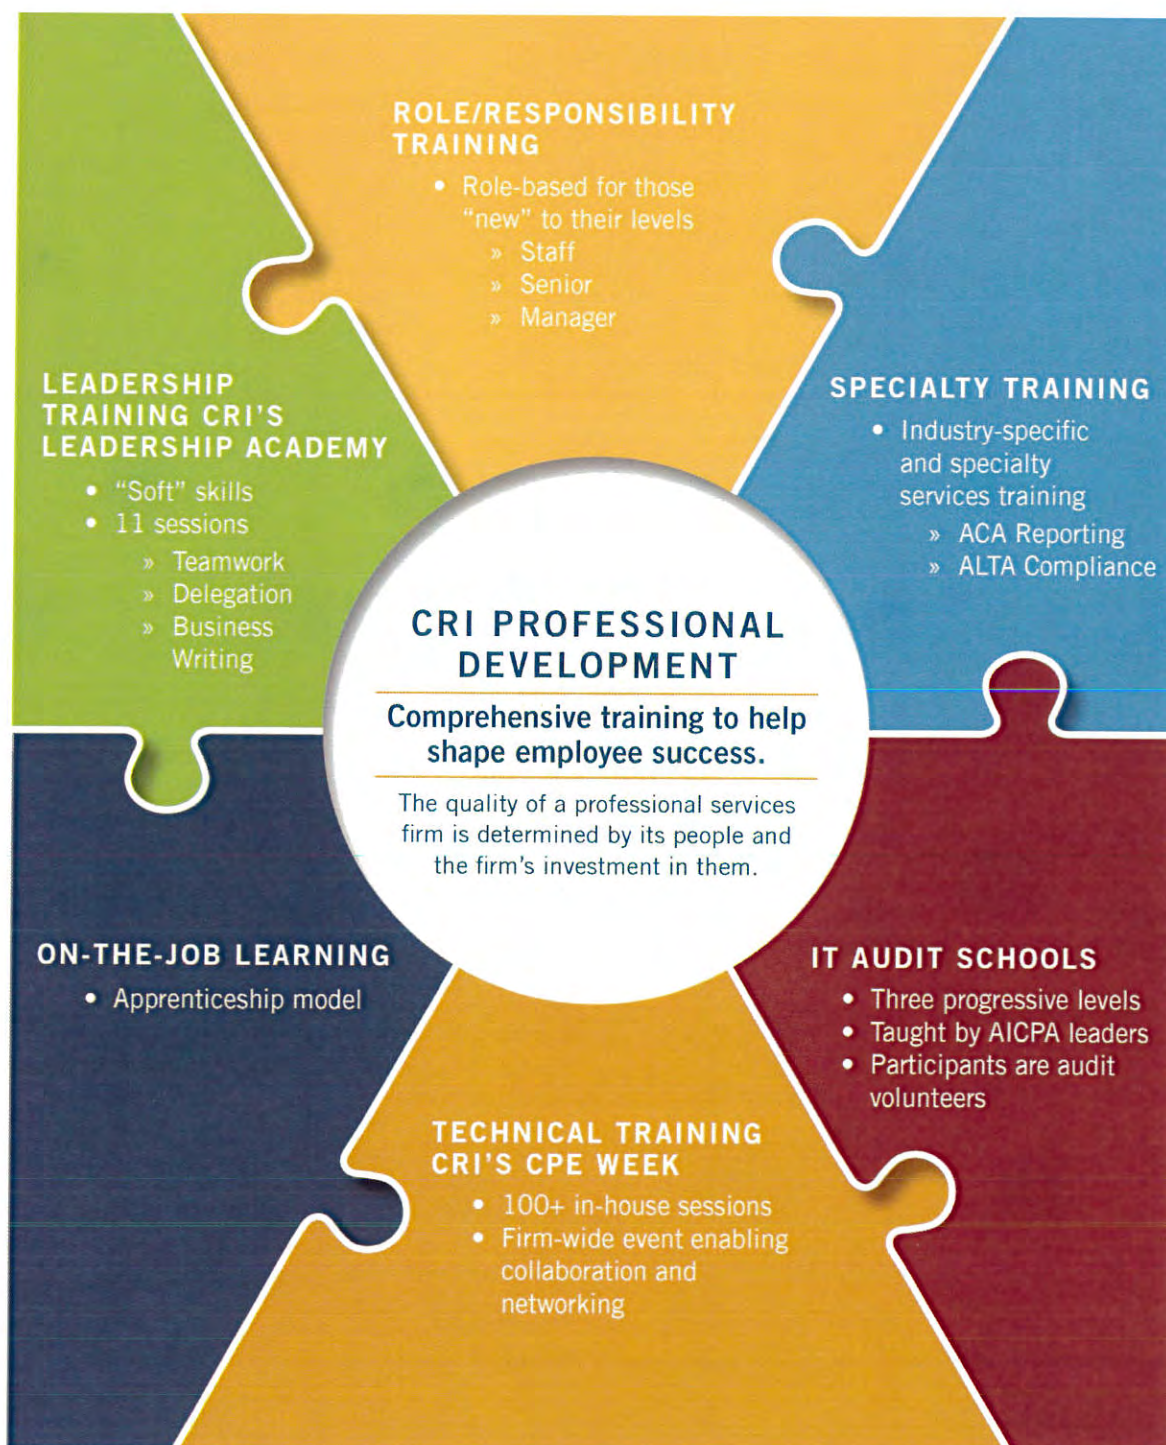 ROLE/RESPONSIBILITY
TRAINING
• Role-based for those
“new” to their levels
» Staff
» Senior
» Manager
LEADERSHIP
TRAINING CRI'S
LEADERSHIP ACADEMY
• “Soft” skills
• 11 sessions
» Teamwork
» Delegation
» Business
Writing
SPECIALTY TRAINING
• Industry-specific
and specialty
services training
» ACA Reporting
» ALTA Compliance
CRI PROFESSIONAL
DEVELOPMENT
Comprehensive training to help
shape employee success.
The quality of a professional services
firm is determined by its people and
the firm's investment in them.
ON-THE-JOB LEARNING
• Apprenticeship model
IT AUDIT SCHOOLS
• Three progressive levels
• Taught by AICPA leaders
• Participants are audit
volunteers
TECHNICAL TRAINING
CRI'S CPE WEEK
• 100+ in-house sessions
• Firm-wide event enabling
collaboration and
networking